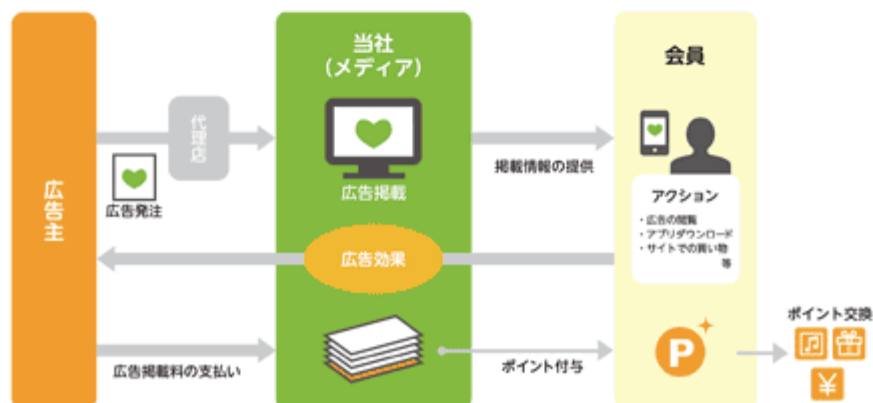 広告主
代理店
広告発注
当社
(メディア)
広告掲載
掲載情報の提供
会員
アクション
・広告の閲覧
・アプリダウンロード
・サイトでの買い物
等
広告効果
広告掲載料の支払い
ポイント付与
P
ポイント交換
¥